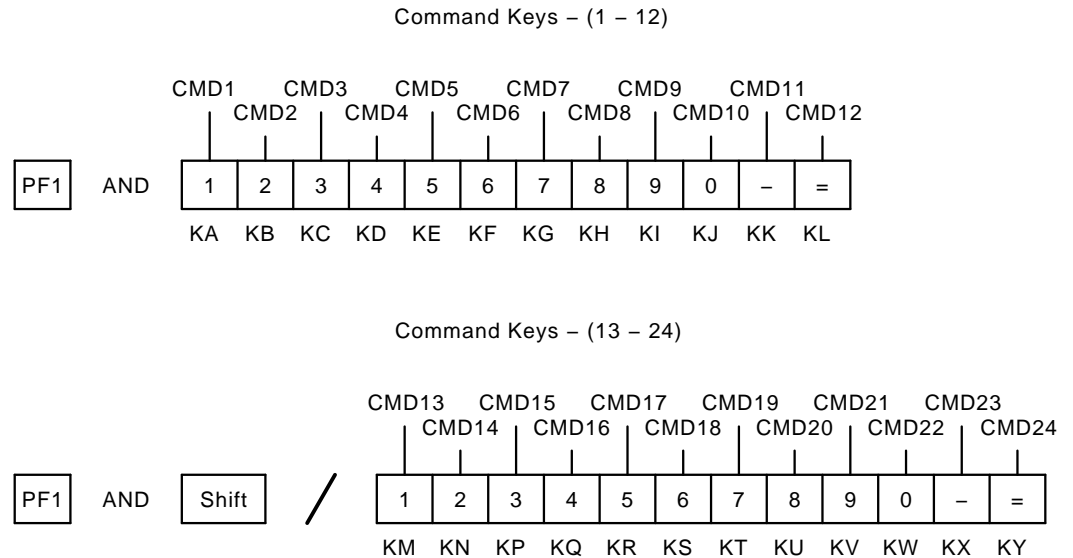 Command Keys – (1 – 12)
CMD1 CMD3 CMD5 CMD7 CMD9 CMD11
CMD2 CMD4 CMD6 CMD8 CMD10 CMD12
PF1 AND 1 2 3 4 5 6 7 8 9 0 – =
KA KB KC KD KE KF KG KH KI KJ KK KL
Command Keys – (13 – 24)
CMD13 CMD15 CMD17 CMD19 CMD21 CMD23
CMD14 CMD16 CMD18 CMD20 CMD22 CMD24
PF1 AND Shift / 1 2 3 4 5 6 7 8 9 0 – =
KM KN KP KQ KR KS KT KU KV KW KX KY